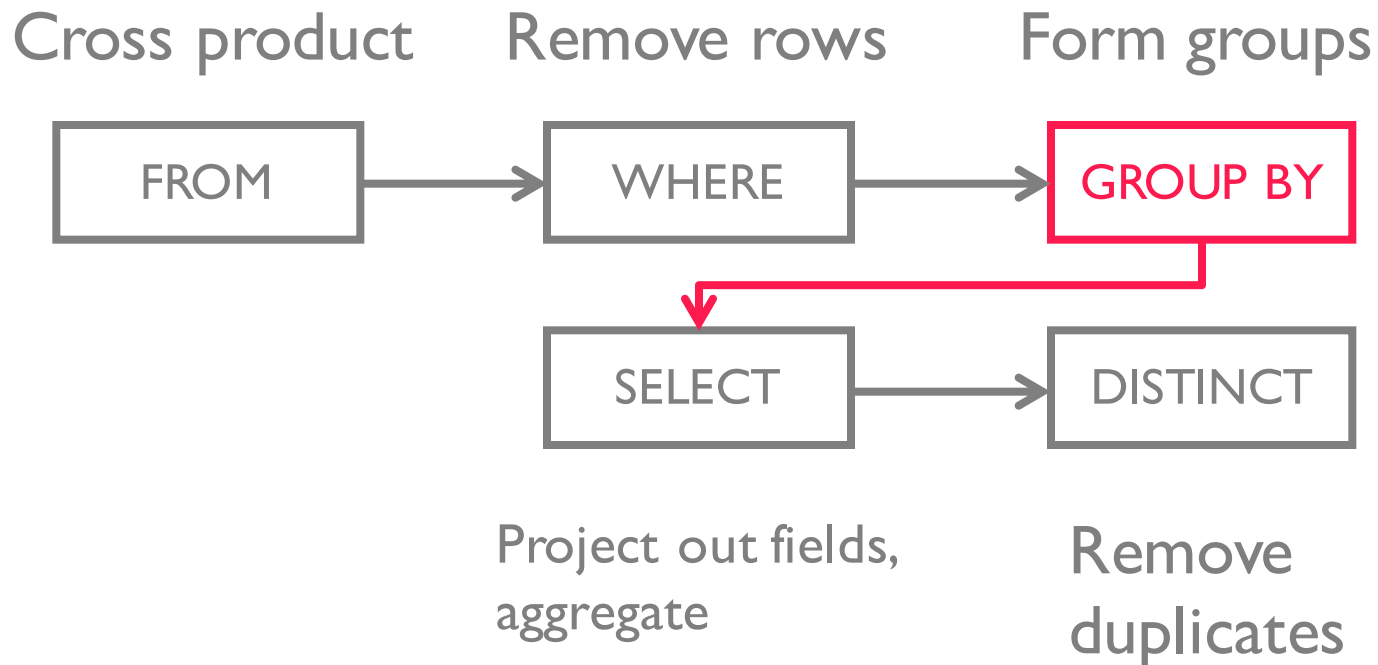 Cross product
Remove rows
Form groups
FROM
WHERE
GROUP BY
SELECT
DISTINCT
Project out fields,
aggregate
Remove
duplicates